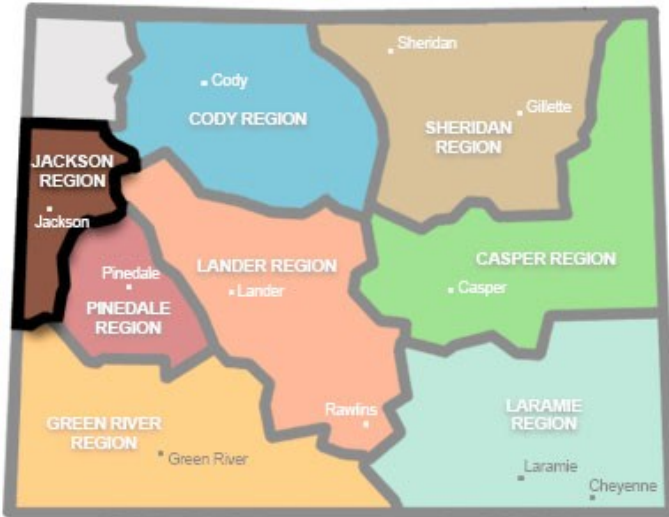 Sheridan
Cody
CODY REGION
Gillette
SHERIDAN
REGION
JACKSON
REGION
Jackson
Pinedale
PINEDALE
REGION
LANDER REGION
Lander
CASPER REGION
Casper
Rawlins
GREEN RIVER
REGION
Green River
LARAMIE
REGION
Laramie
Cheyenne